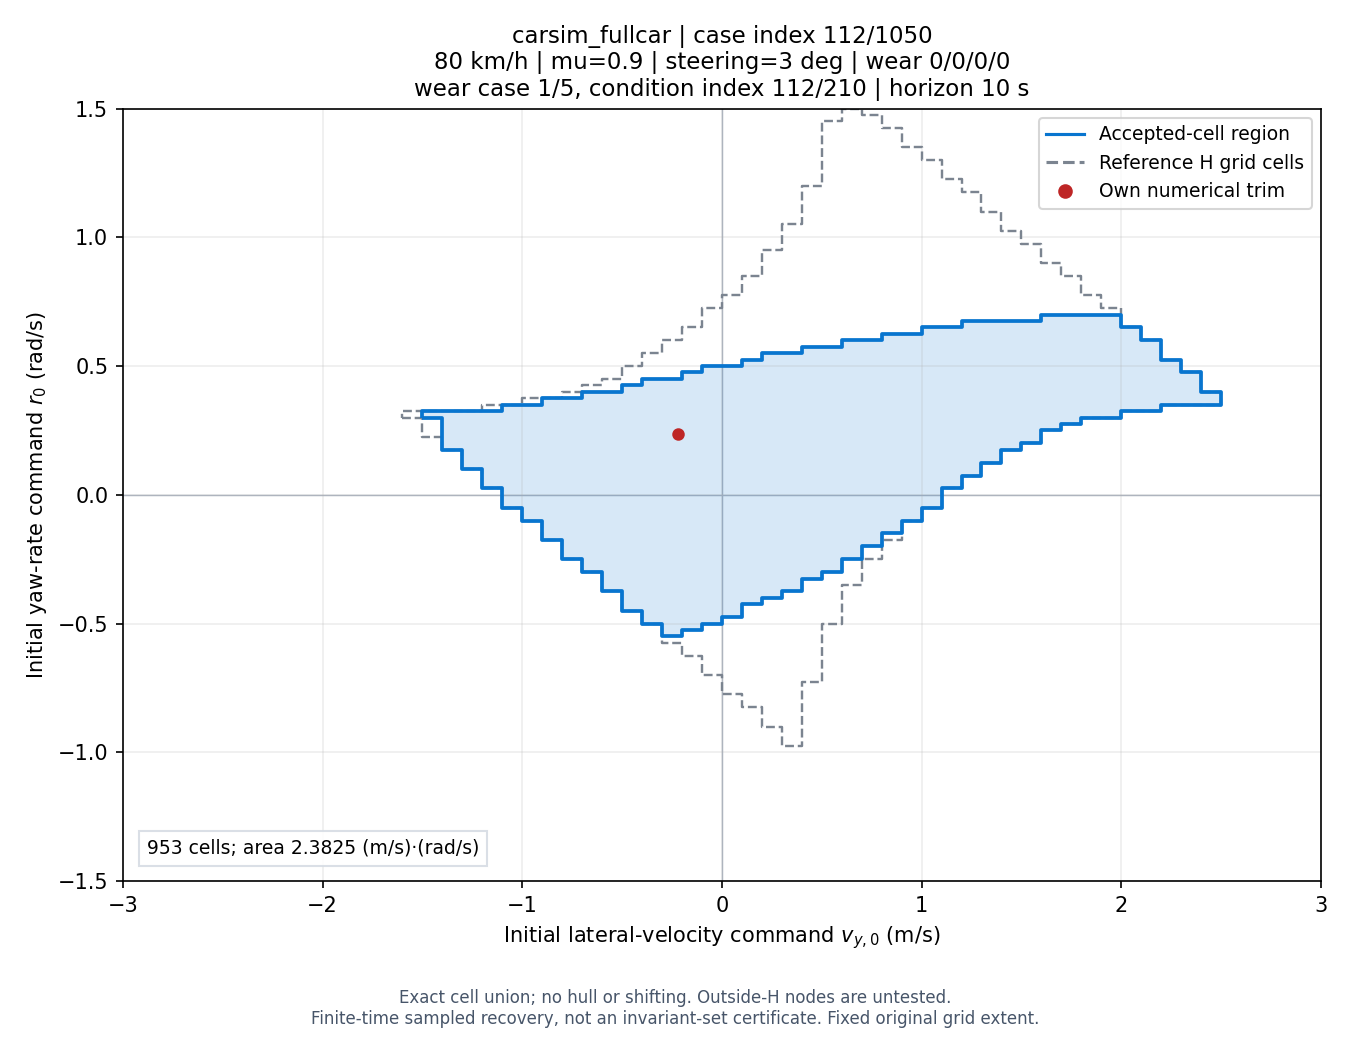 carsim_fullcar | case index 112/1050
80 km/h | mu=0.9 | steering=3 deg | wear 0/0/0/0
wear case 1/5, condition index 112/210 | horizon 10 s
Initial yaw-rate command r₀ (rad/s)
1.5
1.0
0.5
0.0
−0.5
−1.0
−1.5
Accepted-cell region
Reference H grid cells
Own numerical trim
953 cells; area 2.3825 (m/s)·(rad/s)
−3
−2
−1
0
1
2
3
Initial lateral-velocity command v_{y,0} (m/s)
Exact cell union; no hull or shifting. Outside-H nodes are untested.
Finite-time sampled recovery, not an invariant-set certificate. Fixed original grid extent.